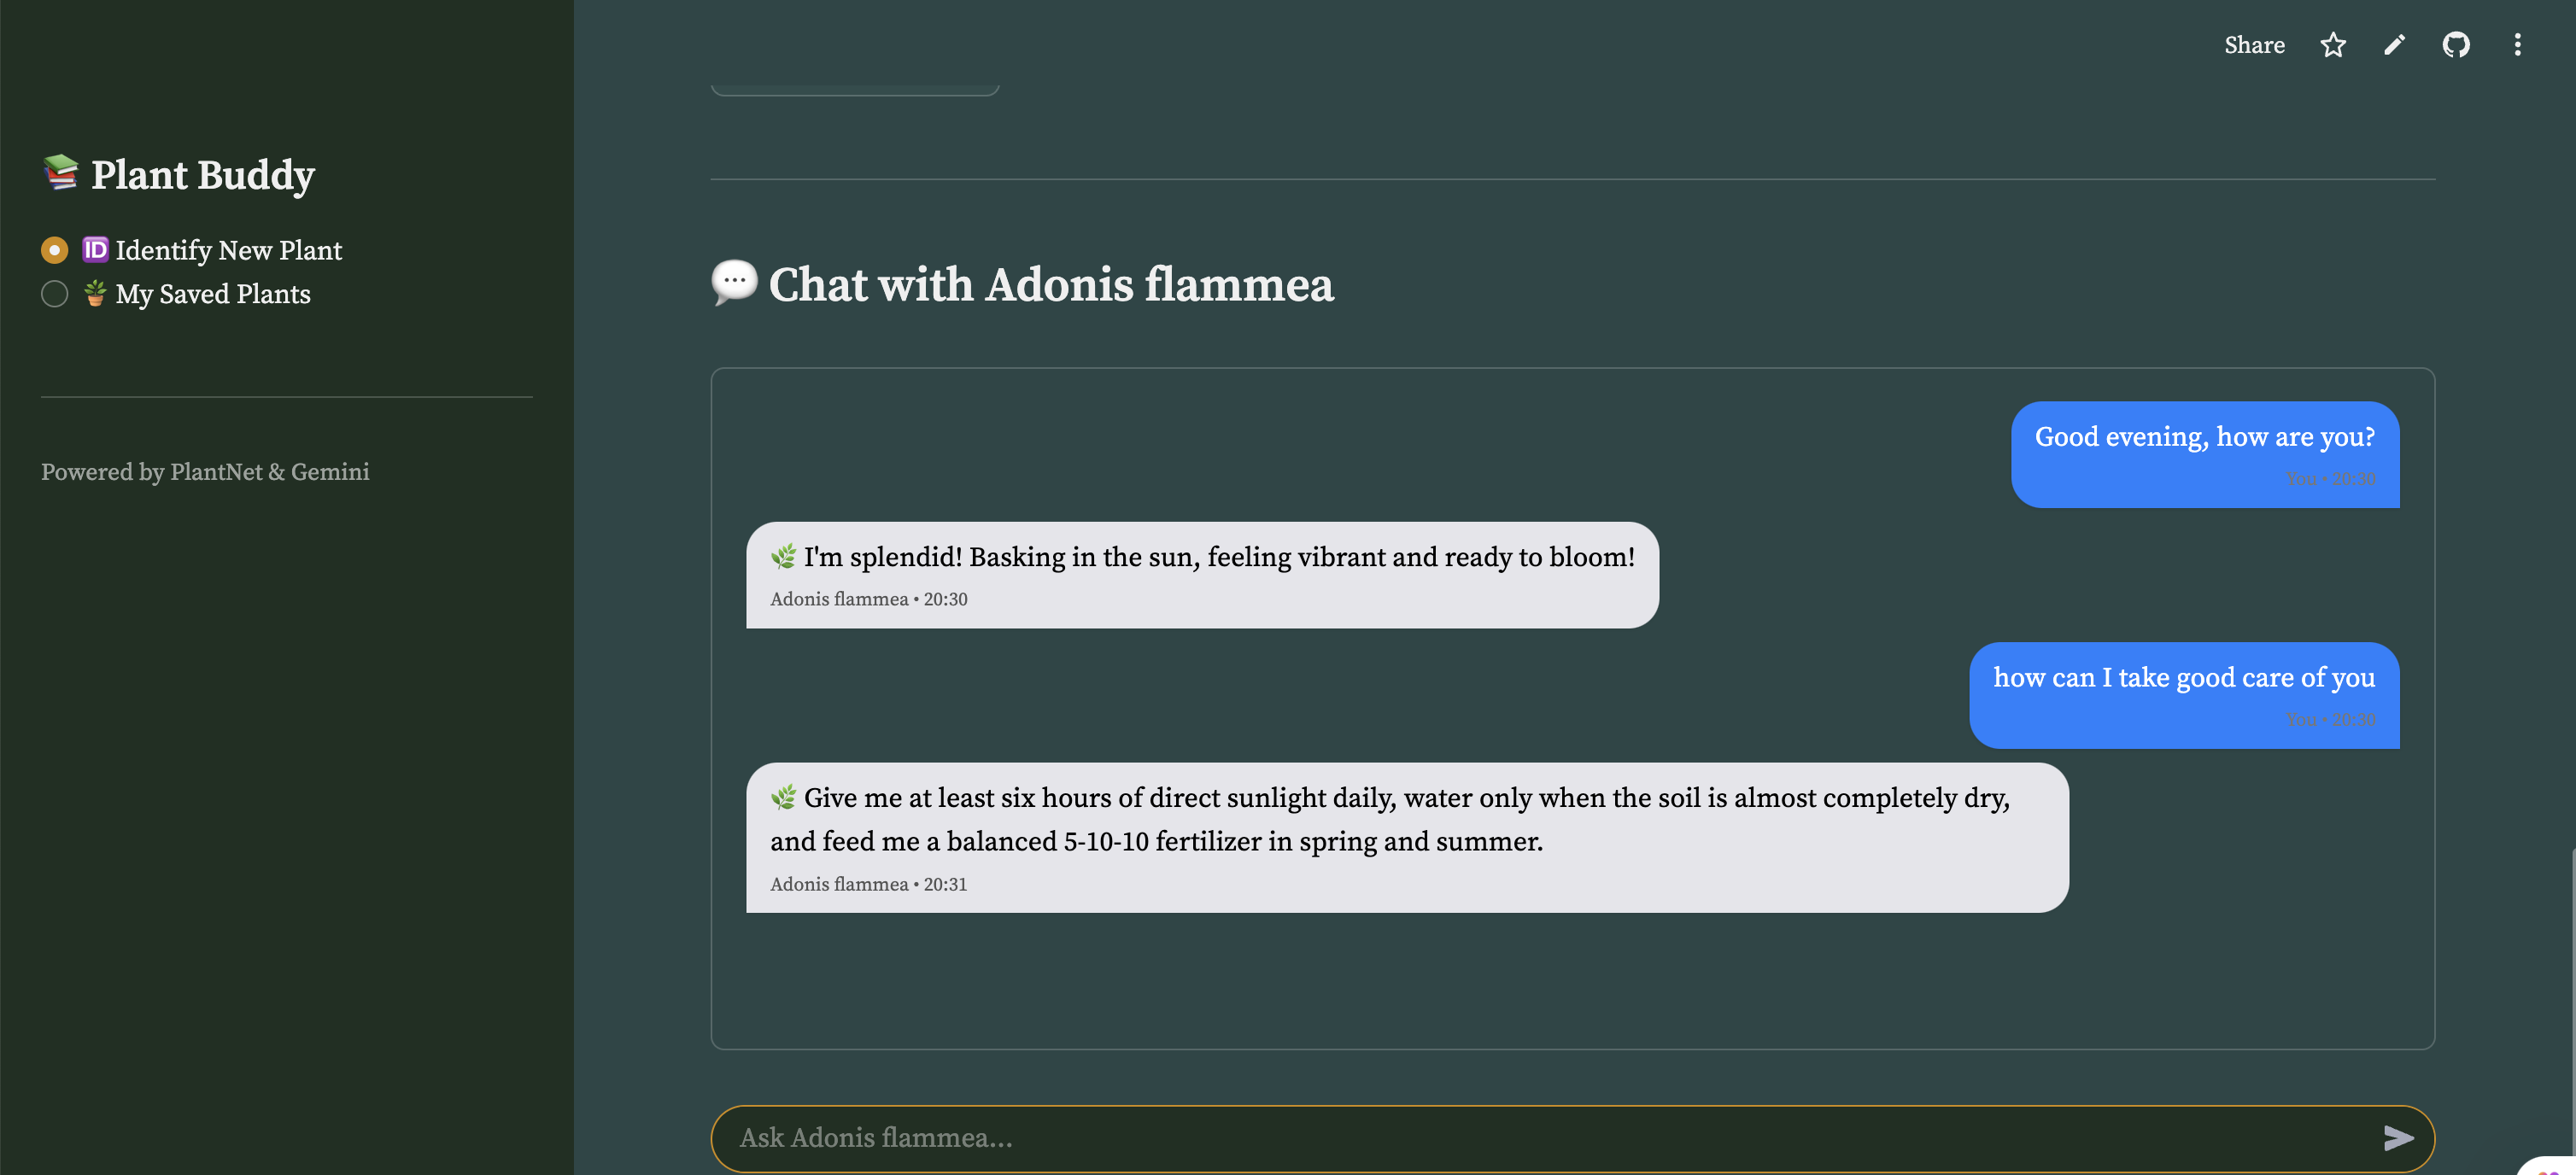 Share
Plant Buddy
Identify New Plant
My Saved Plants
Powered by PlantNet & Gemini
💬 Chat with Adonis flammea
Good evening, how are you?
You • 20:30
🌿 I'm splendid! Basking in the sun, feeling vibrant and ready to bloom!
Adonis flammea • 20:30
how can I take good care of you
You • 20:30
🌿 Give me at least six hours of direct sunlight daily, water only when the soil is almost completely dry,
and feed me a balanced 5-10-10 fertilizer in spring and summer.
Adonis flammea • 20:31
Ask Adonis flammea...